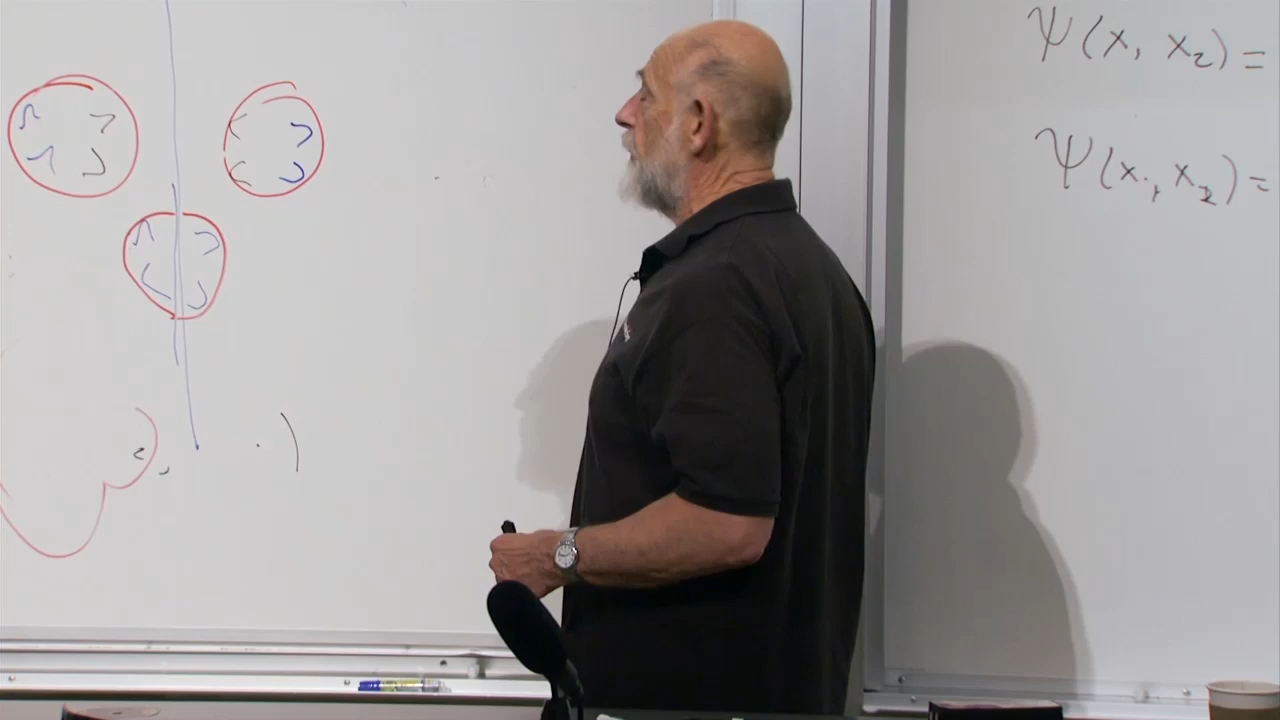 Ψ(x, x₂) =
Ψ(x₁, x₂) =